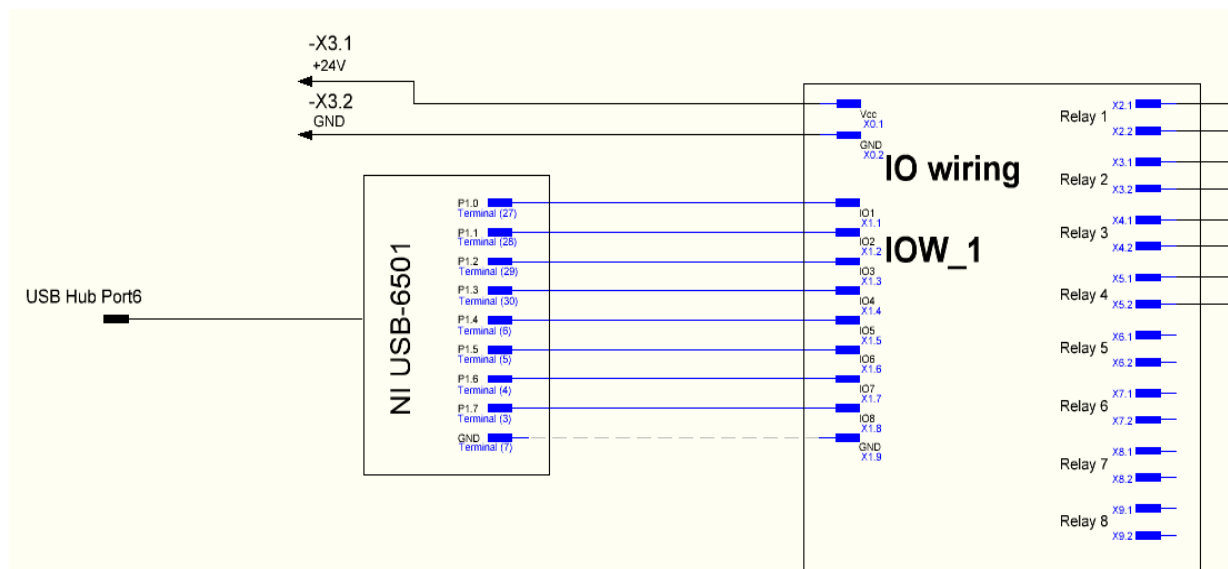 -X3.1
+24V
-X3.2
GND
Vcc
X0.1
GND
X0.2
IO wiring
IOW_1
USB Hub Port6
NI USB-6501
P1.0
Terminal (27)
P1.1
Terminal (28)
P1.2
Terminal (29)
P1.3
Terminal (30)
P1.4
Terminal (6)
P1.5
Terminal (5)
P1.6
Terminal (4)
P1.7
Terminal (3)
GND
Terminal (7)
IO1
X1.1
IO2
X1.2
IO3
X1.3
IO4
X1.4
IO5
X1.5
IO6
X1.6
IO7
X1.7
IO8
X1.8
GND
X1.9
Relay 1
X2.1
X2.2
Relay 2
X3.1
X3.2
Relay 3
X4.1
X4.2
Relay 4
X5.1
X5.2
Relay 5
X6.1
X6.2
Relay 6
X7.1
X7.2
Relay 7
X8.1
X8.2
Relay 8
X9.1
X9.2